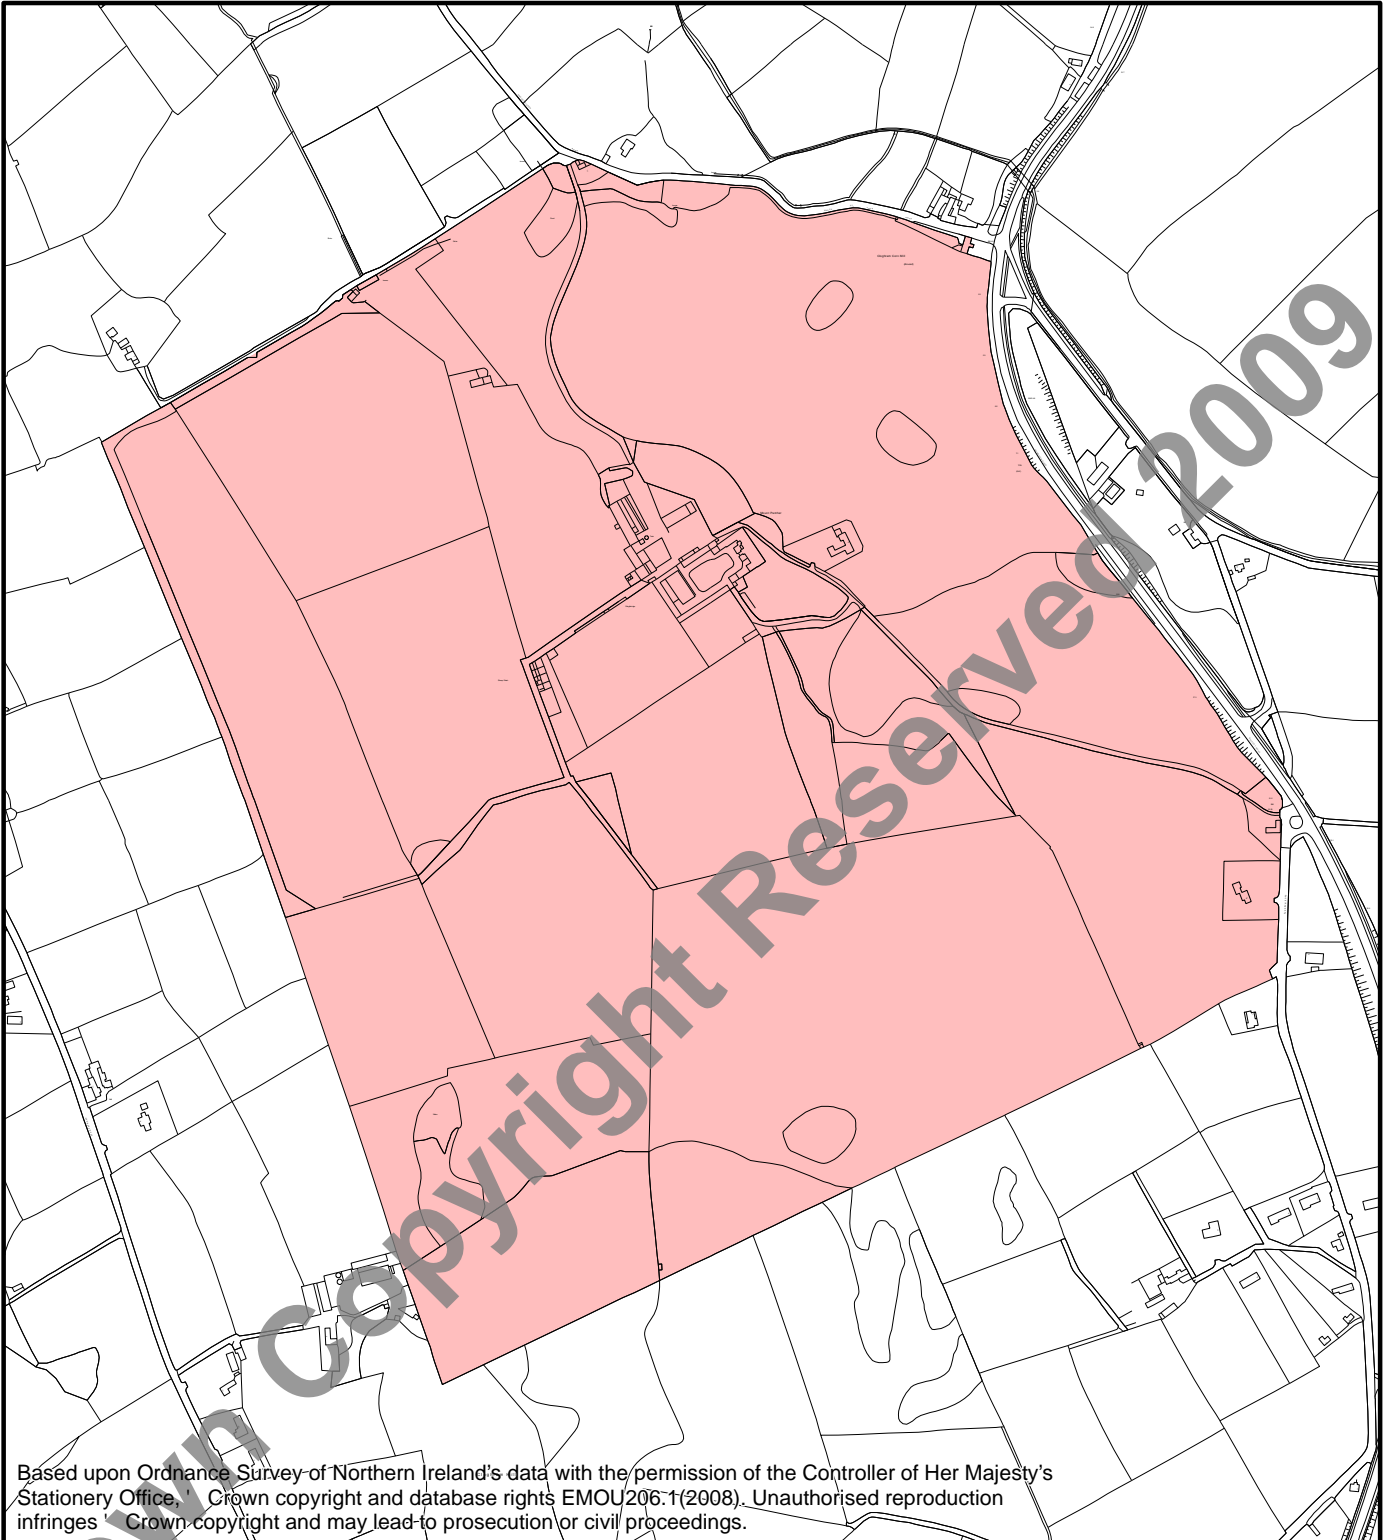 Crown Copyright Reserved 2009
Based upon Ordnance Survey of Northern Ireland's data with the permission of the Controller of Her Majesty's
Stationery Office, ' Crown copyright and database rights EMOU206.1(2008). Unauthorised reproduction
infringes ' Crown copyright and may lead to prosecution or civil proceedings.